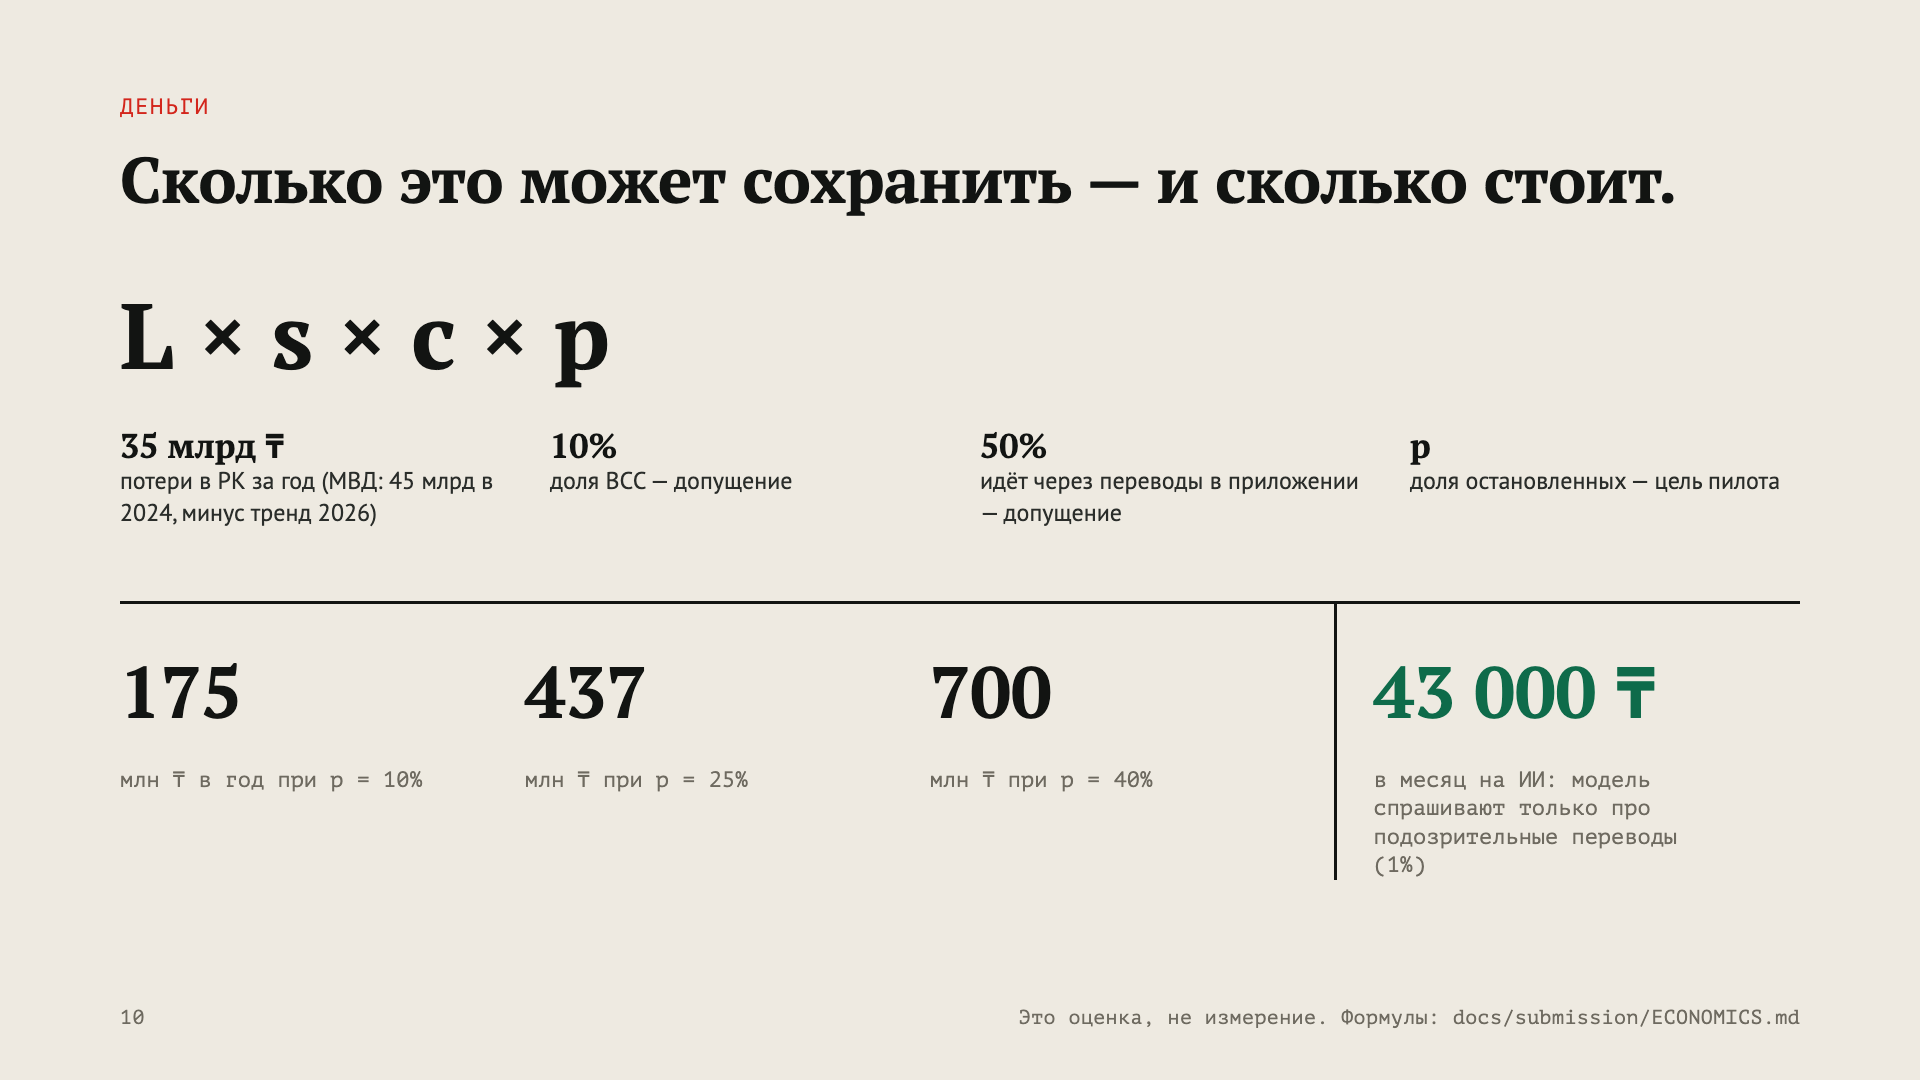 ДЕНЬГИ
Сколько это может сохранить — и сколько стоит.
L × s × c × p
35 млрд ₸
потери в РК за год (МВД: 45 млрд в
2024, минус тренд 2026)
10%
доля BCC — допущение
50%
идёт через переводы в приложении
— допущение
p
доля остановленных — цель пилота
175
млн ₸ в год при p = 10%
437
млн ₸ при p = 25%
700
млн ₸ при p = 40%
43 000 ₸
в месяц на ИИ: модель
спрашивают только про
подозрительные переводы
(1%)
10
Это оценка, не измерение. Формулы: docs/submission/ECONOMICS.md